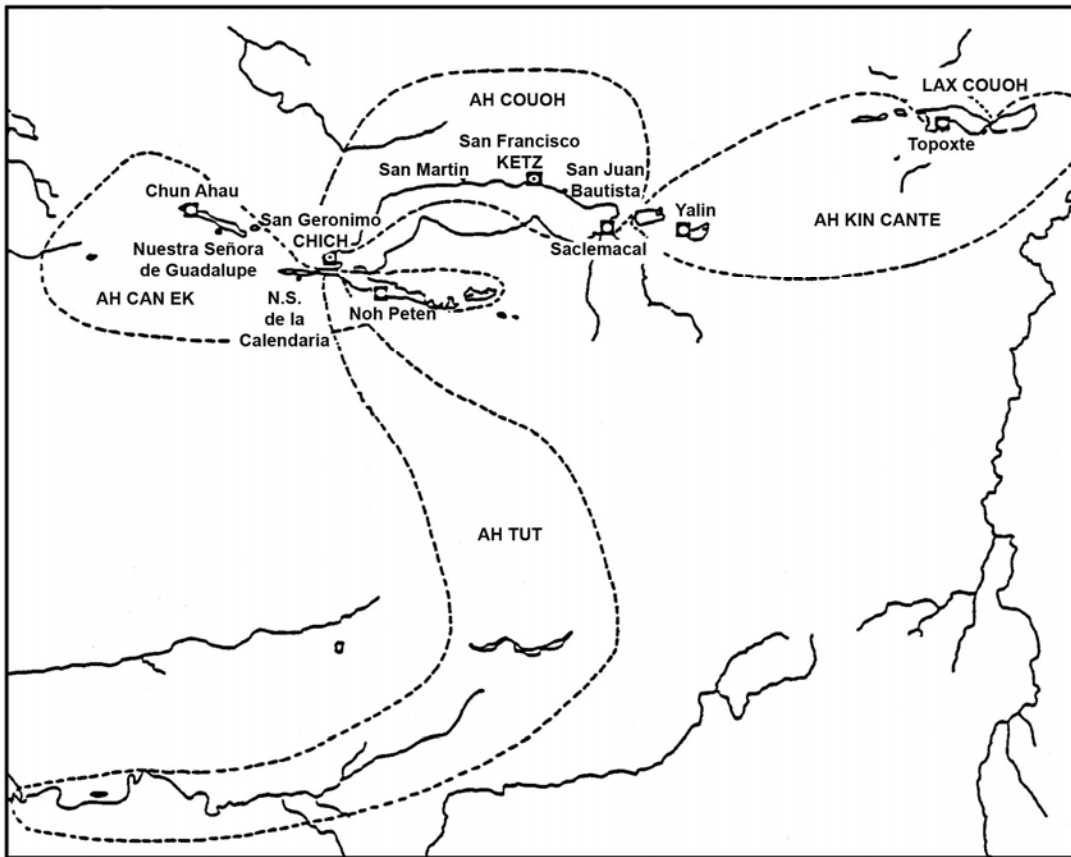 LAX COUOH
AH COUOH
Topoxte
San Francisco
KETZ
San Martin
San Juan
Bautista
Chun Ahau
San Geronimo
CHICH
Yalin
AH KIN CANTE
Nuestra Señora
de Guadalupe
Saclemacal
AH CAN EK
N.S.
de la
Calendaria
Noh Peten
AH TUT